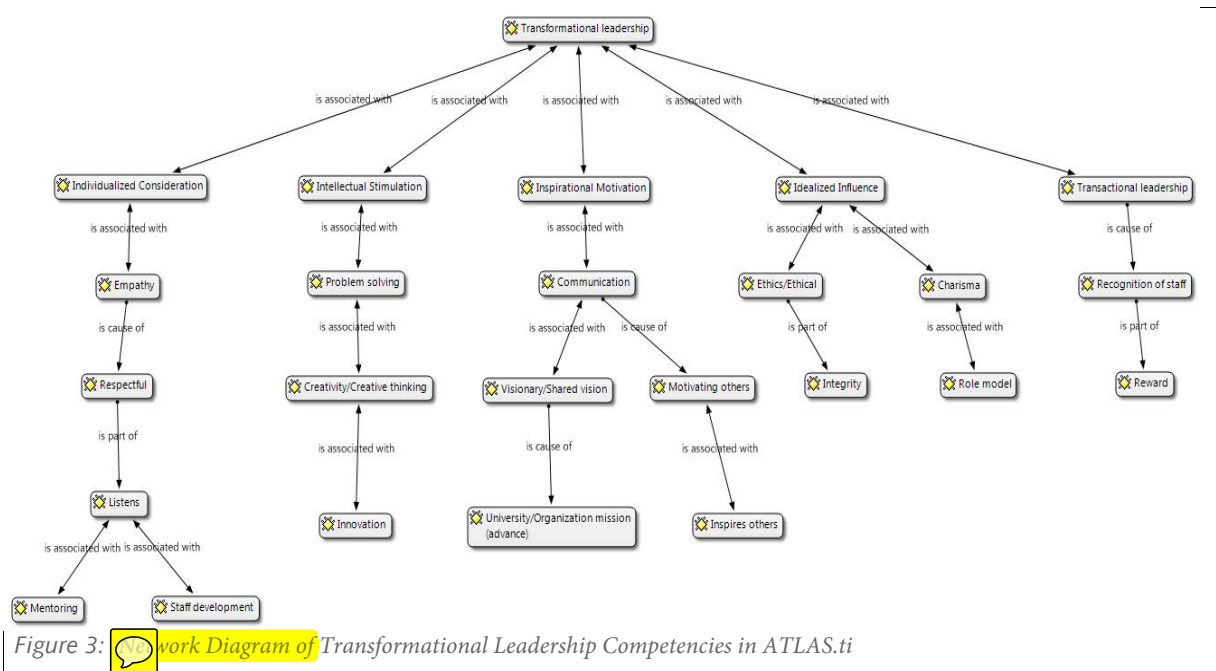 Transformational leadership
is associated with
is associated with
is associated with
is associated with
is associated with
Individualized Consideration
Intellectual Stimulation
Inspirational Motivation
Idealized Influence
Transactional leadership
is associated with
is associated with
is associated with
is associated with
is associated with
is cause of
Empathy
Problem solving
Communication
Ethics/Ethical
Charisma
Recognition of staff
is cause of
is associated with
is associated with
is cause of
is part of
is associated with
is part of
Respectful
Creativity/Creative thinking
Visionary/Shared vision
Motivating others
Integrity
Role model
Reward
is part of
is associated with
is cause of
is associated with
Listens
Innovation
University/Organization mission
(advance)
Inspires others
is associated with
is associated with
Mentoring
Staff development
Figure 3: work Diagram of Transformational Leadership Competencies in ATLAS.ti